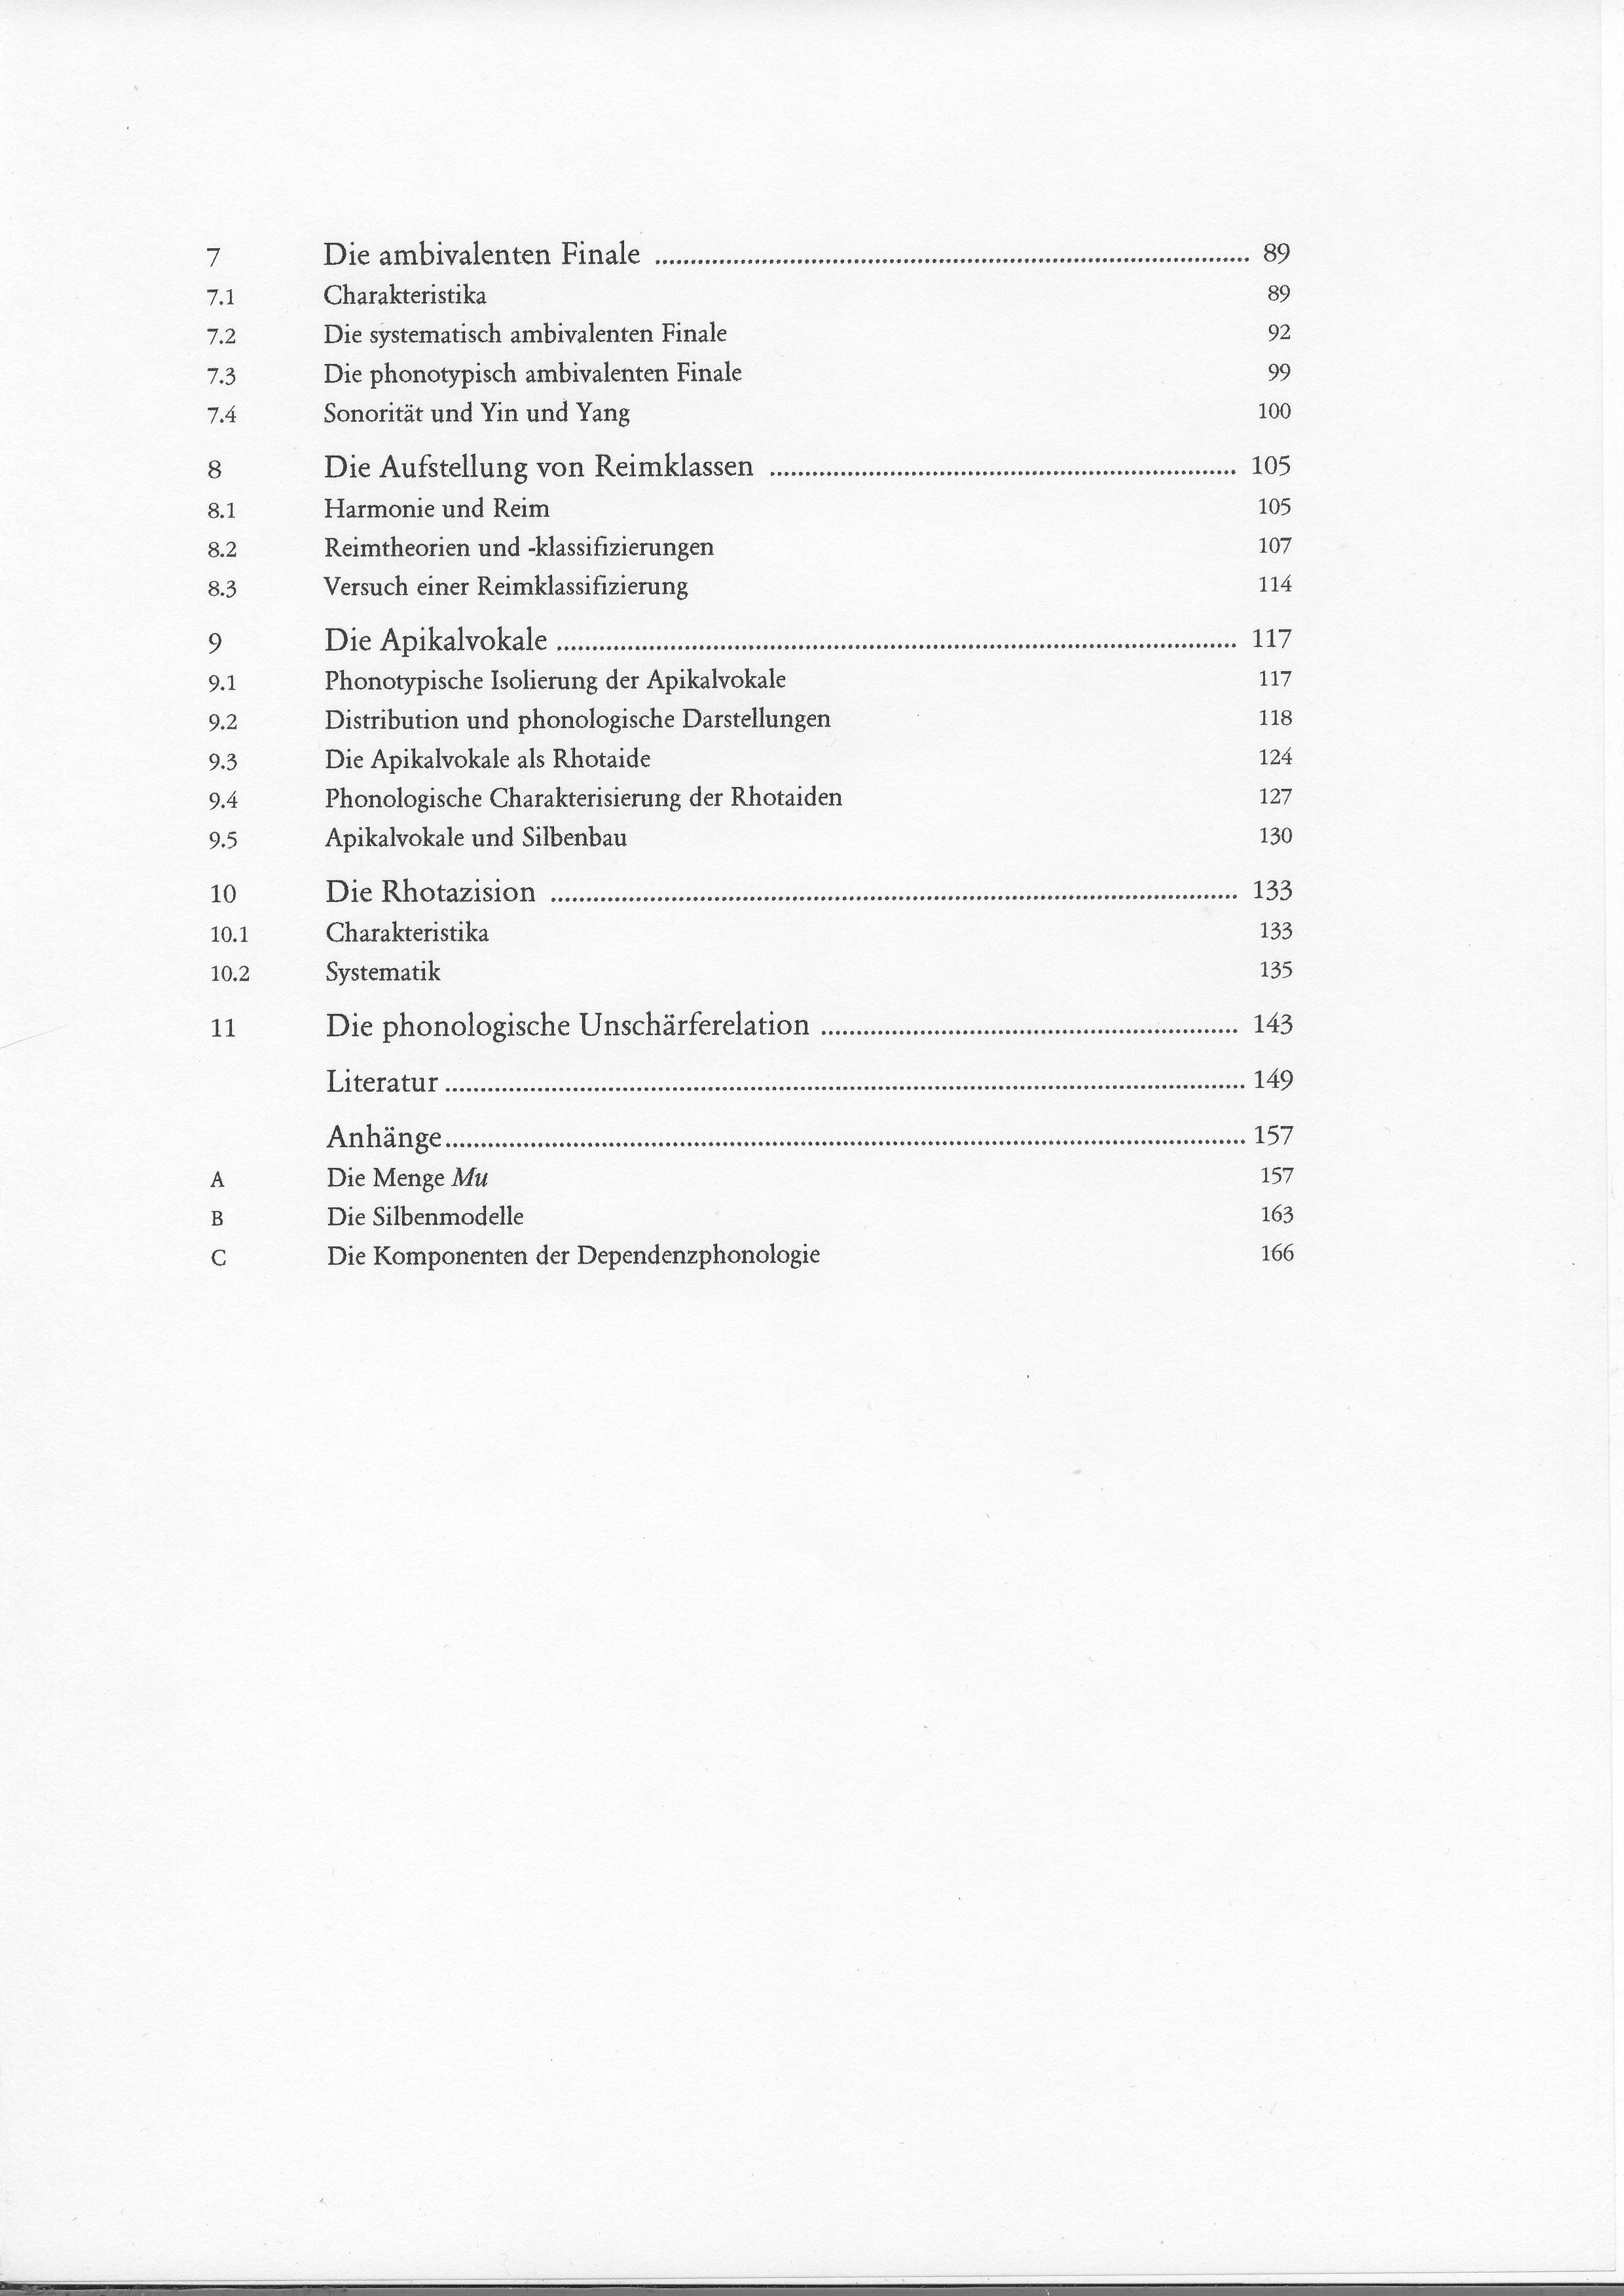 7 Die ambivalenten Finale ........ 89
7.1 Charakteristika 89
7.2 Die systematisch ambivalenten Finale 92
7.3 Die phonotypisch ambivalenten Finale 99
7.4 Sonorität und Yin und Yang 100
8 Die Aufstellung von Reimklassen ........ 105
8.1 Harmonie und Reim 105
8.2 Reimtheorien und -klassifizierungen 107
8.3 Versuch einer Reimklassifizierung 114
9 Die Apikalvokale ........ 117
9.1 Phonotypische Isolierung der Apikalvokale 117
9.2 Distribution und phonologische Darstellungen 118
9.3 Die Apikalvokale als Rhotaide 124
9.4 Phonologische Charakterisierung der Rhotaiden 127
9.5 Apikalvokale und Silbenbau 130
10 Die Rhotazision ........ 133
10.1 Charakteristika 133
10.2 Systematik 135
11 Die phonologische Unschärferelation ........ 143
Literatur ........ 149
Anhänge ........ 157
A Die Menge Mu 157
B Die Silbenmodelle 163
C Die Komponenten der Dependenzphonologie 166